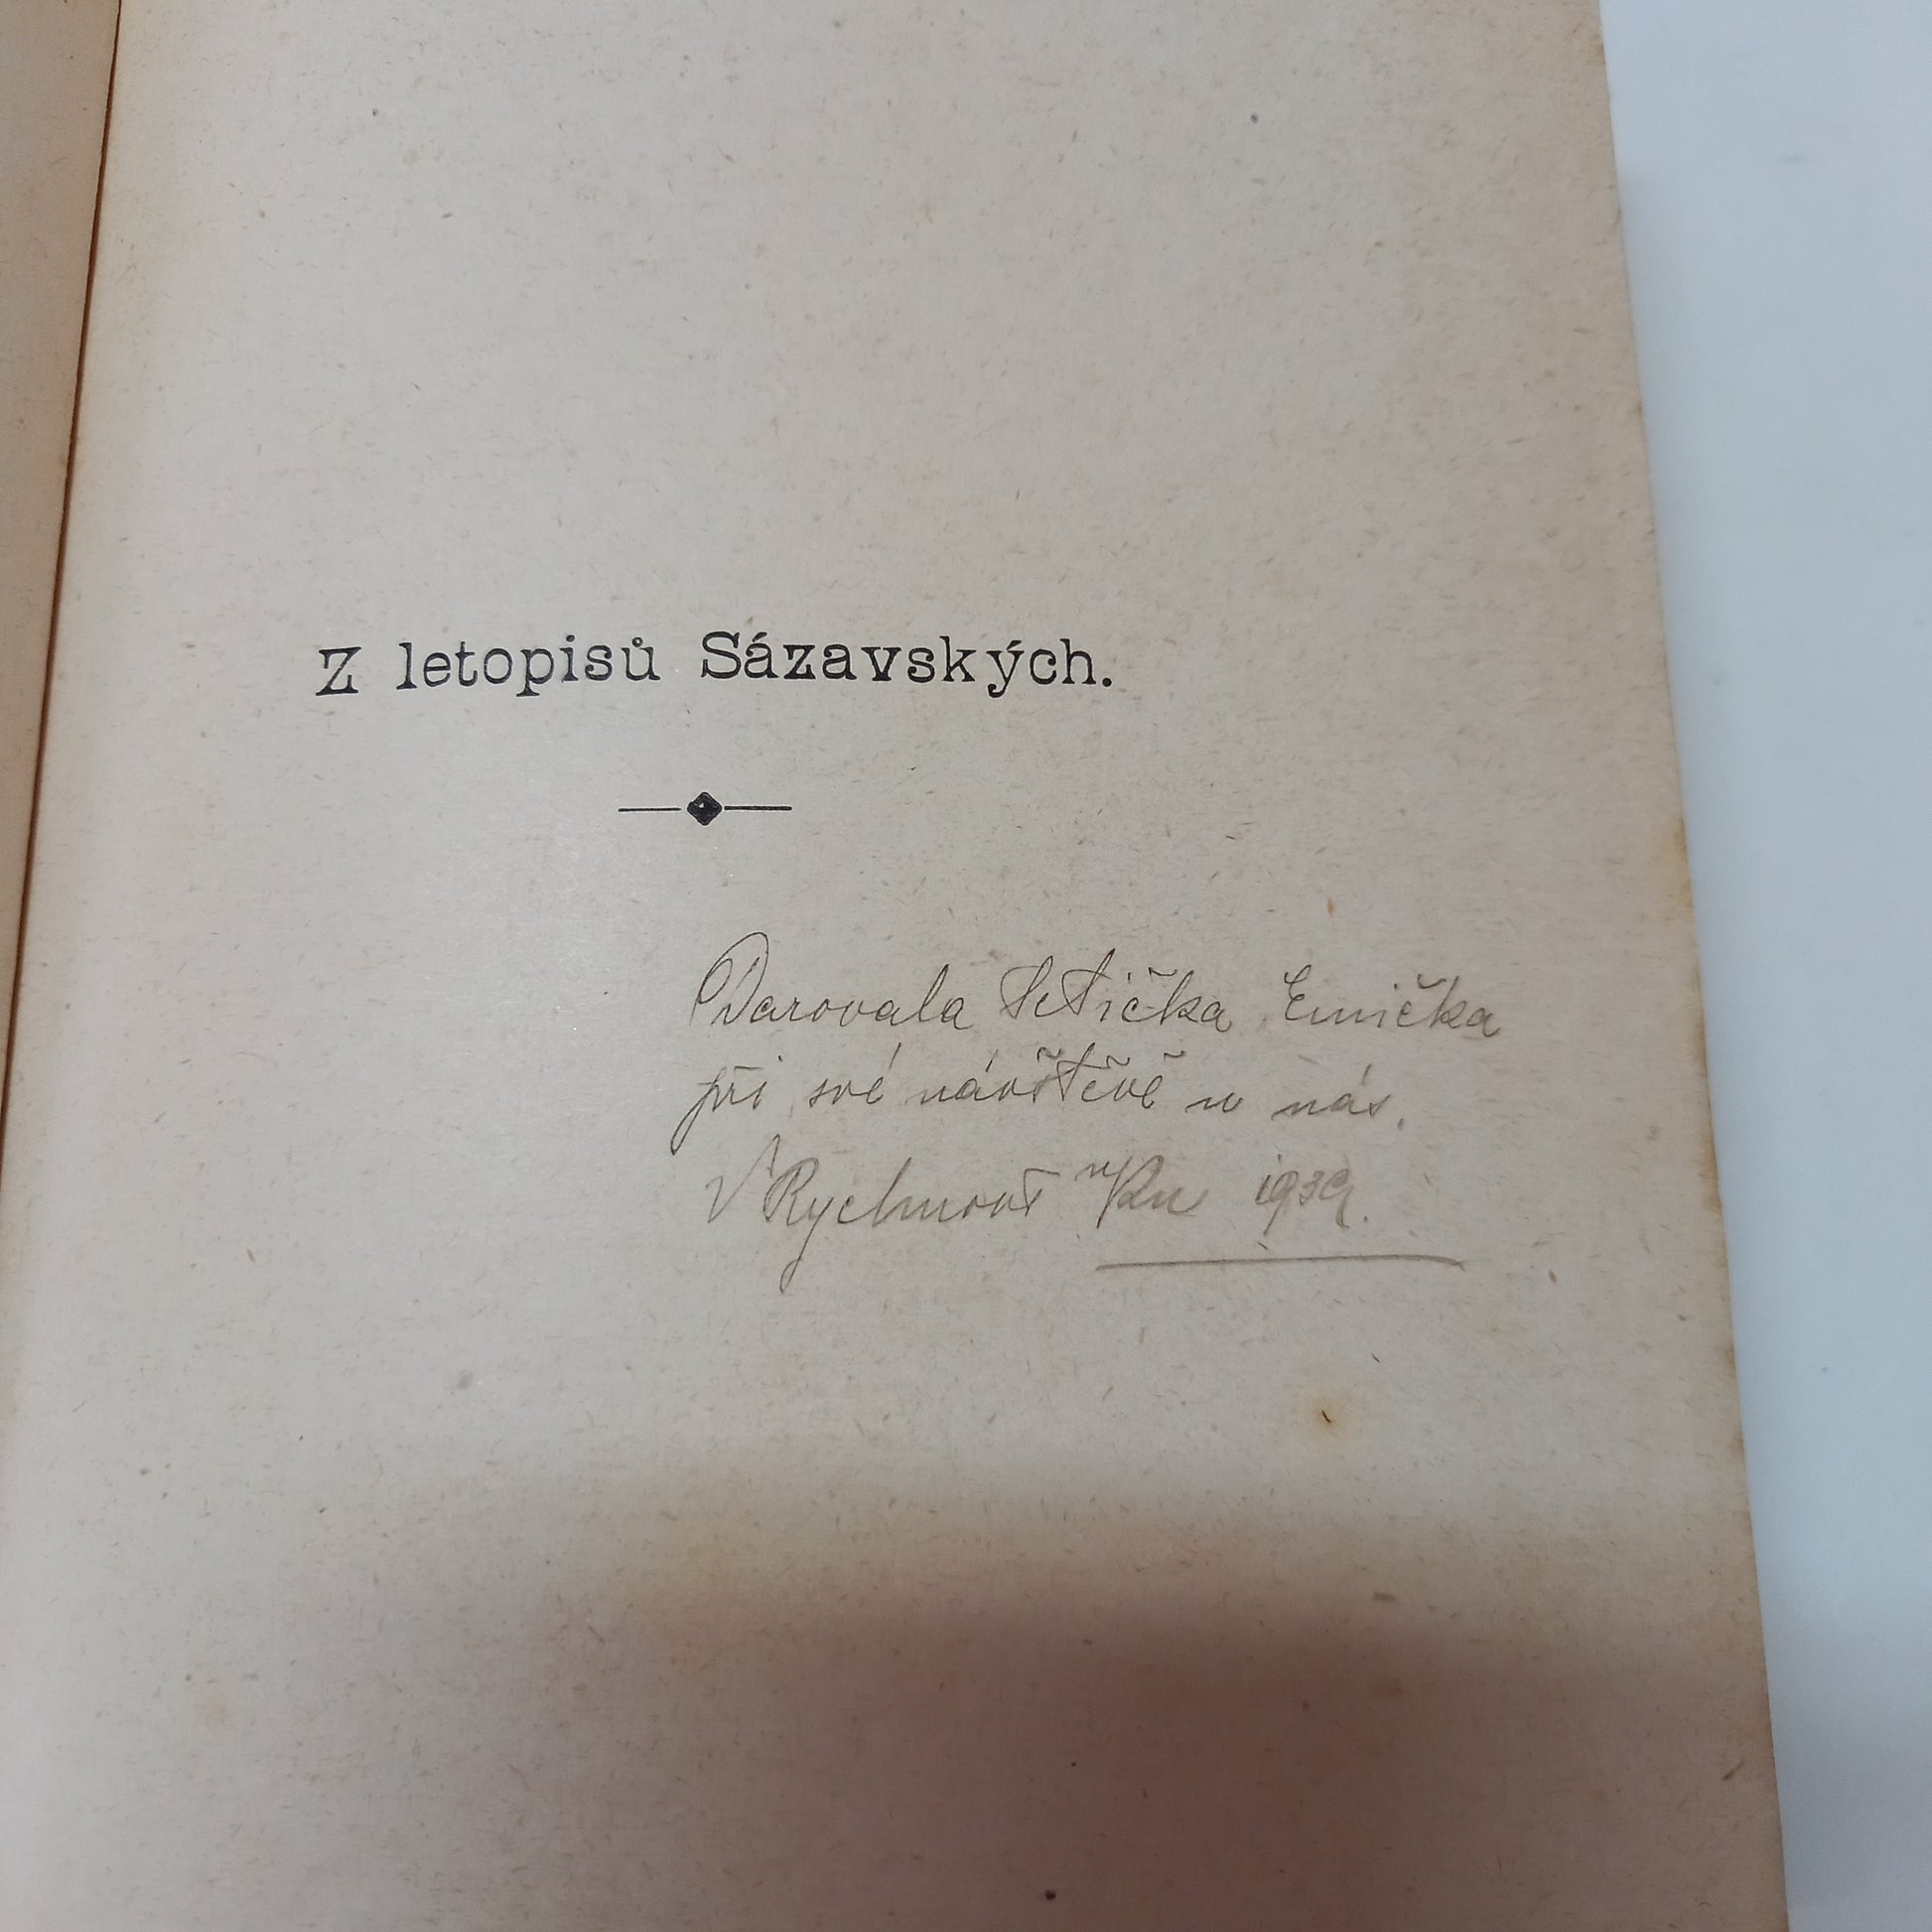 Z letopisů Sázavských.
Darovala tetička Emička
při své návštěvě u nás.
V Rychnově n/Kn 1939.